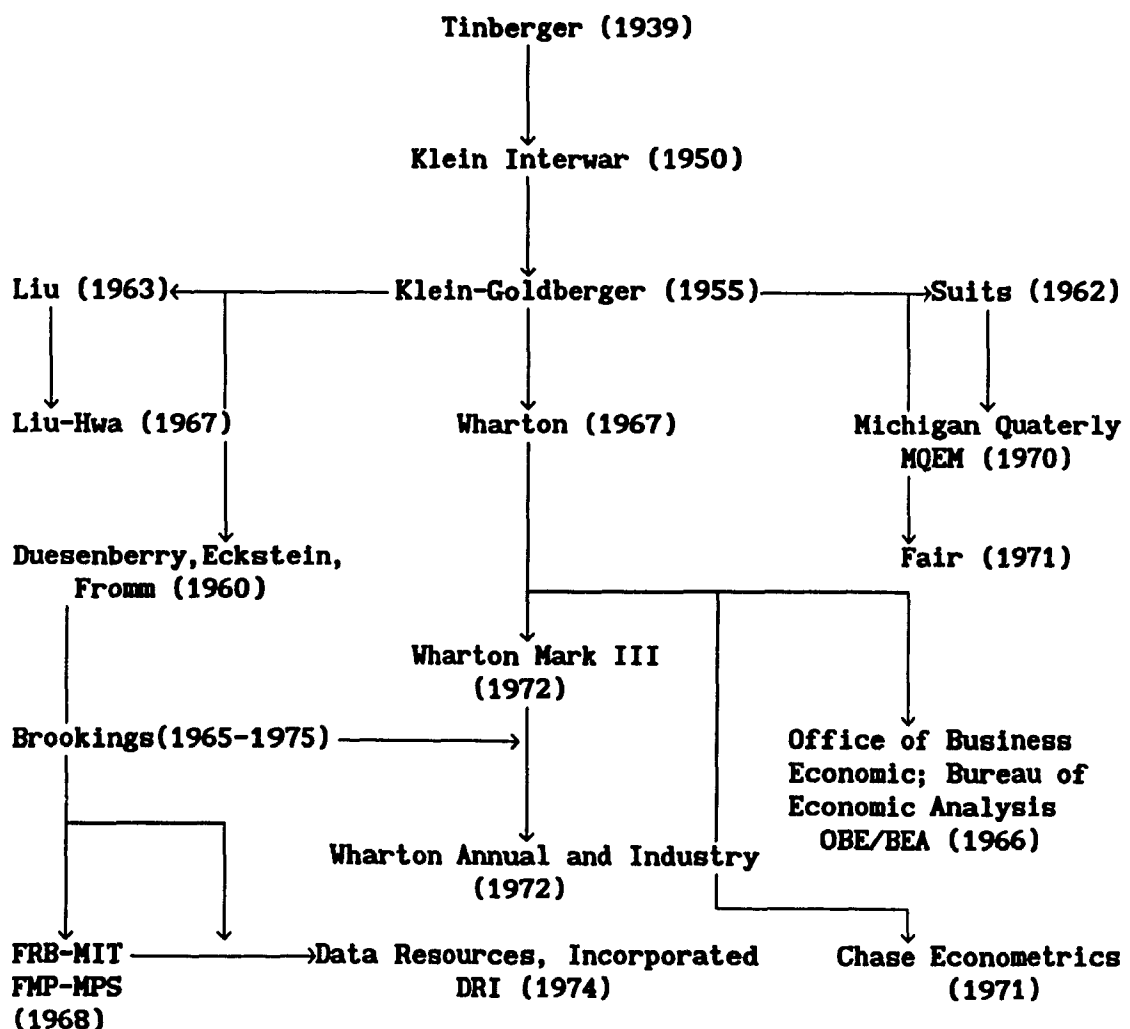 Tinberger (1939)
Klein Interwar (1950)
Liu (1963)
Klein-Goldberger (1955)
Suits (1962)
Liu-Hwa (1967)
Wharton (1967)
Michigan Quaterly
MQEM (1970)
Duesenberry, Eckstein,
Fromm (1960)
Fair (1971)
Wharton Mark III
(1972)
Brookings(1965-1975)
Office of Business
Economic; Bureau of
Economic Analysis
OBE/BEA (1966)
Wharton Annual and Industry
(1972)
FRB-MIT
FMP-MPS
(1968)
Data Resources, Incorporated
DRI (1974)
Chase Econometrics
(1971)